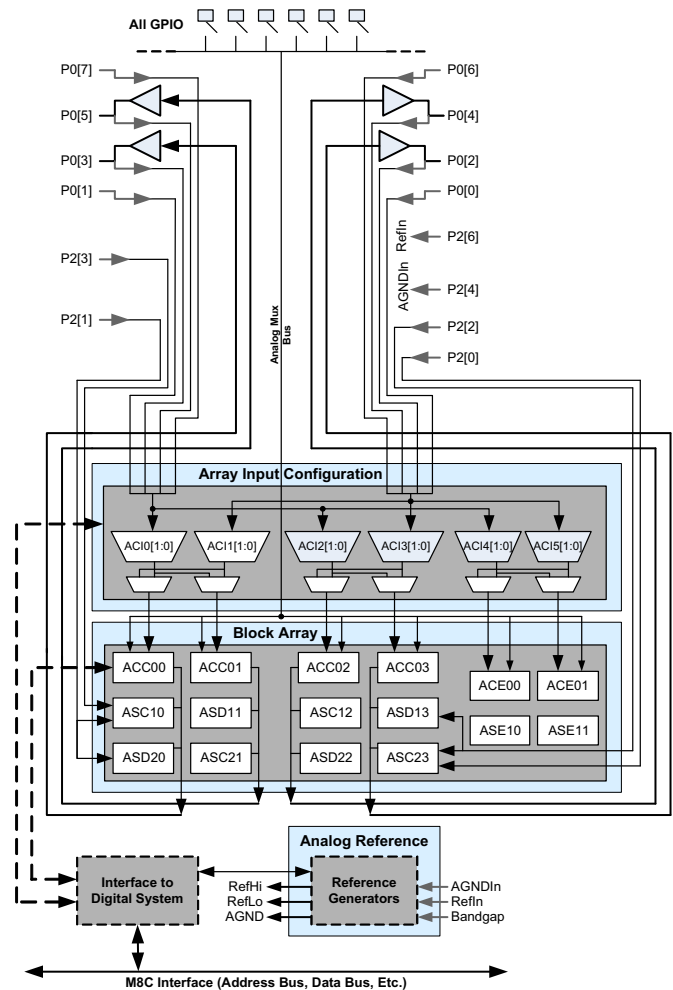 All GPIO
P0[7]
P0[6]
P0[5]
P0[4]
P0[3]
P0[2]
P0[1]
P0[0]
RefIn
P2[6]
P2[3]
AGNDIn
P2[4]
P2[1]
P2[2]
P2[0]
Analog Mux
Bus
Array Input Configuration
ACI0[1:0] ACI1[1:0] ACI2[1:0] ACI3[1:0] ACI4[1:0] ACI5[1:0]
Block Array
ACC00 ACC01 ACC02 ACC03
ACE00 ACE01
ASC10 ASD11 ASC12 ASD13
ASE10 ASE11
ASD20 ASC21 ASD22 ASC23
Analog Reference
Interface to
Digital System
RefHi
RefLo
AGND
Reference
Generators
AGNDIn
RefIn
Bandgap
M8C Interface (Address Bus, Data Bus, Etc.)